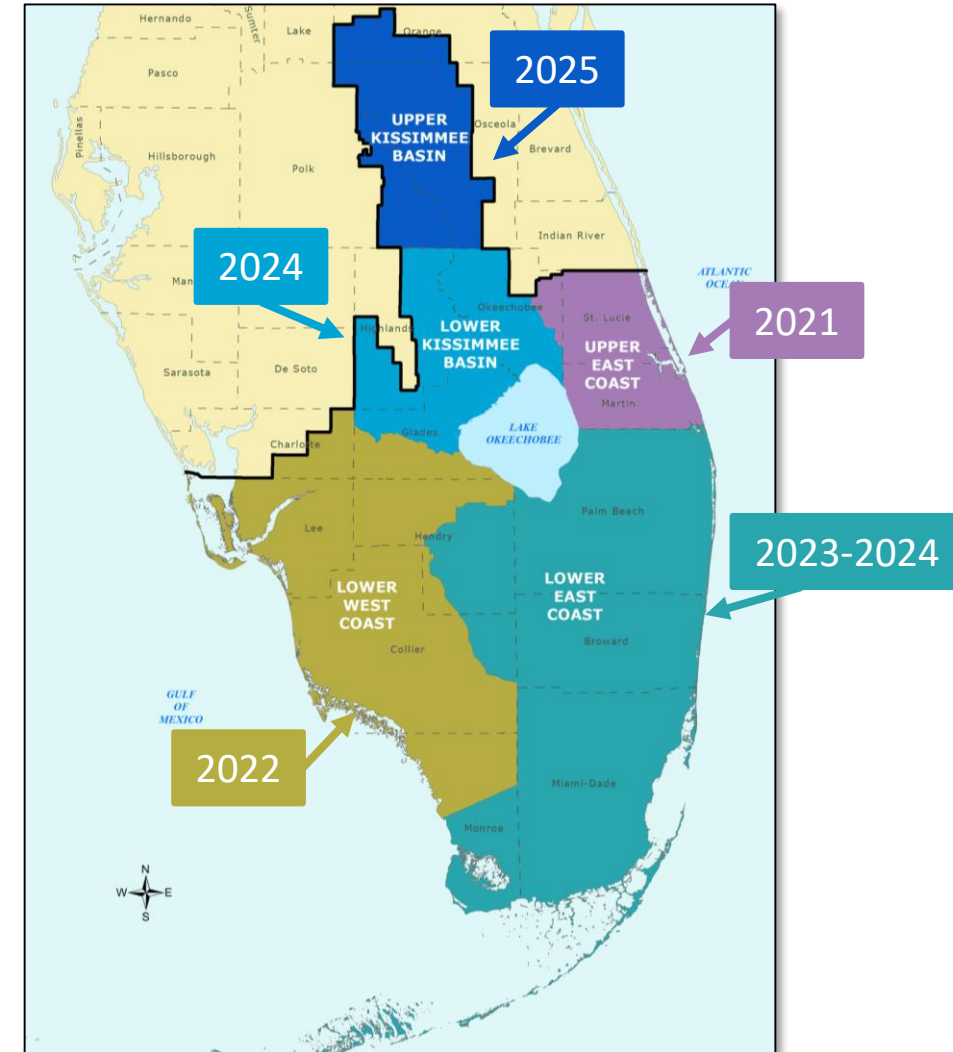 Hernando
Sumter
Lake
Orange
2025
Pasco
Pinellas
UPPER
KISSIMMEE
BASIN
Osceola
Brevard
Hillsborough
Polk
Indian River
2024
ATLANTIC
Man
Okeechobee
St. Lucie
2021
Highlands
LOWER
KISSIMMEE
BASIN
UPPER
EAST
COAST
Sarasota
De Soto
Martin
LAKE
OKEECHOBEE
Charlotte
Glades
Palm Beach
Lee
Hendry
2023-2024
LOWER
WEST
COAST
LOWER
EAST
COAST
Collier
Broward
GULF
OF
MEXICO
2022
Miami-Dade
Monroe
N
W
E
S